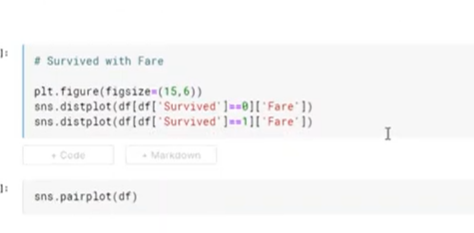 ]:
# Survived with Fare
plt.figure(figsize=(15,6))
sns.distplot(df[df['Survived']==0]['Fare'])
sns.distplot(df[df['Survived']==1]['Fare'])
+ Code
+ Markdown
]:
sns.pairplot(df)